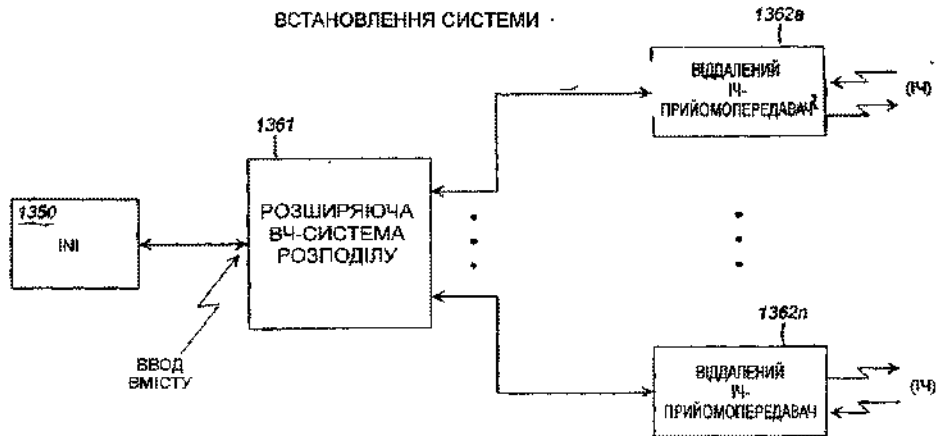 ВСТАНОВЛЕННЯ СИСТЕМИ
1362a
ВІДДАЛЕНИЙ
ІЧ-
ПРИЙОМОПЕРЕДАВАЧ
(ІЧ)
1361
РОЗШИРЯЮЧА
ВЧ-СИСТЕМА
РОЗПОДІЛУ
1350
INI
ВВОД
ВМІСТУ
1362n
ВІДДАЛЕНИЙ
ІЧ-
ПРИЙОМОПЕРЕДАВАЧ
(ІЧ)